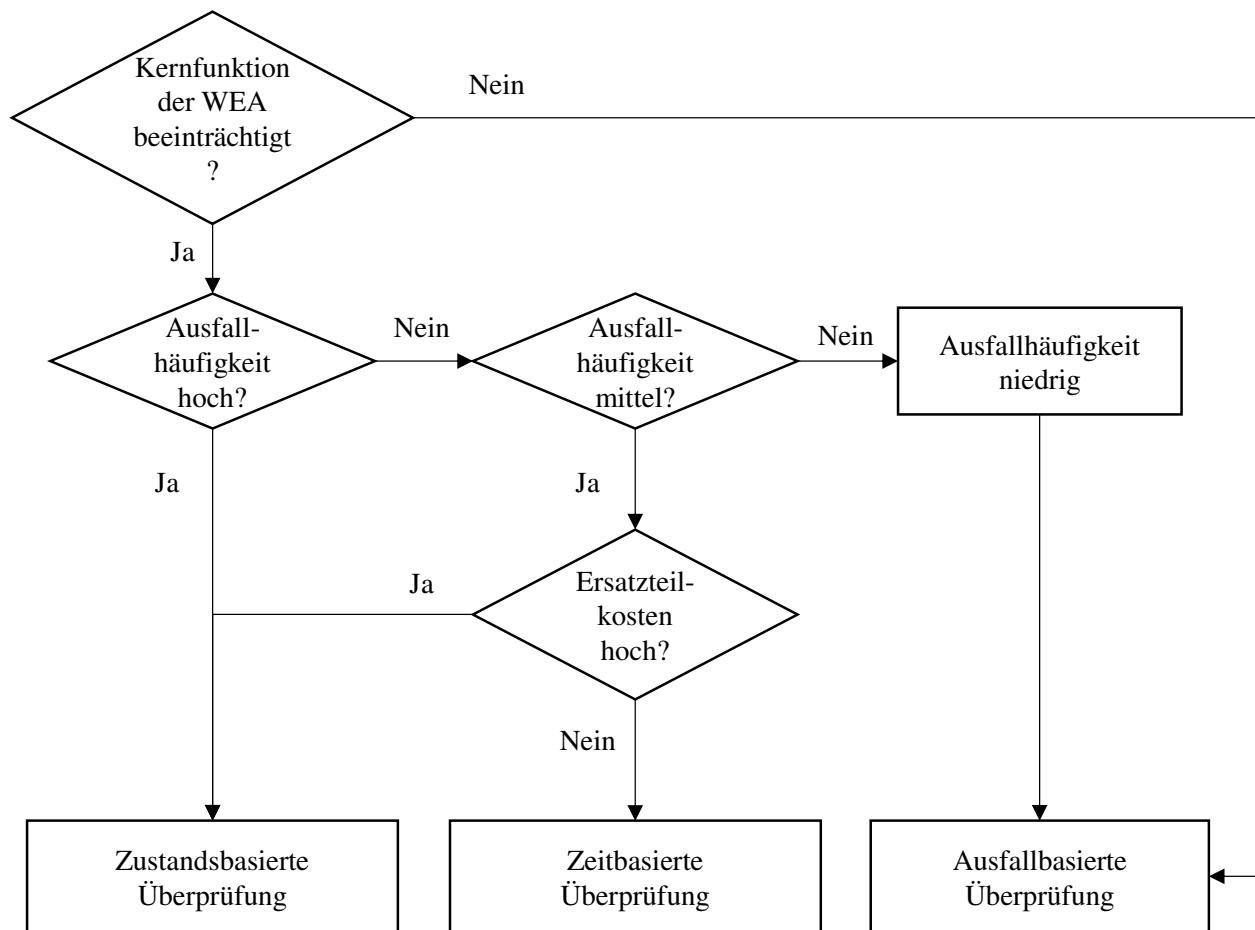 Kernfunktion
der WEA
beeinträchtigt
?
Nein
Ja
Ausfall-
häufigkeit
hoch?
Nein
Ausfall-
häufigkeit
mittel?
Nein
Ausfallhäufigkeit
niedrig
Ja
Ja
Ja
Ersatzteil-
kosten
hoch?
Nein
Zustandsbasierte
Überprüfung
Zeitbasierte
Überprüfung
Ausfallbasierte
Überprüfung